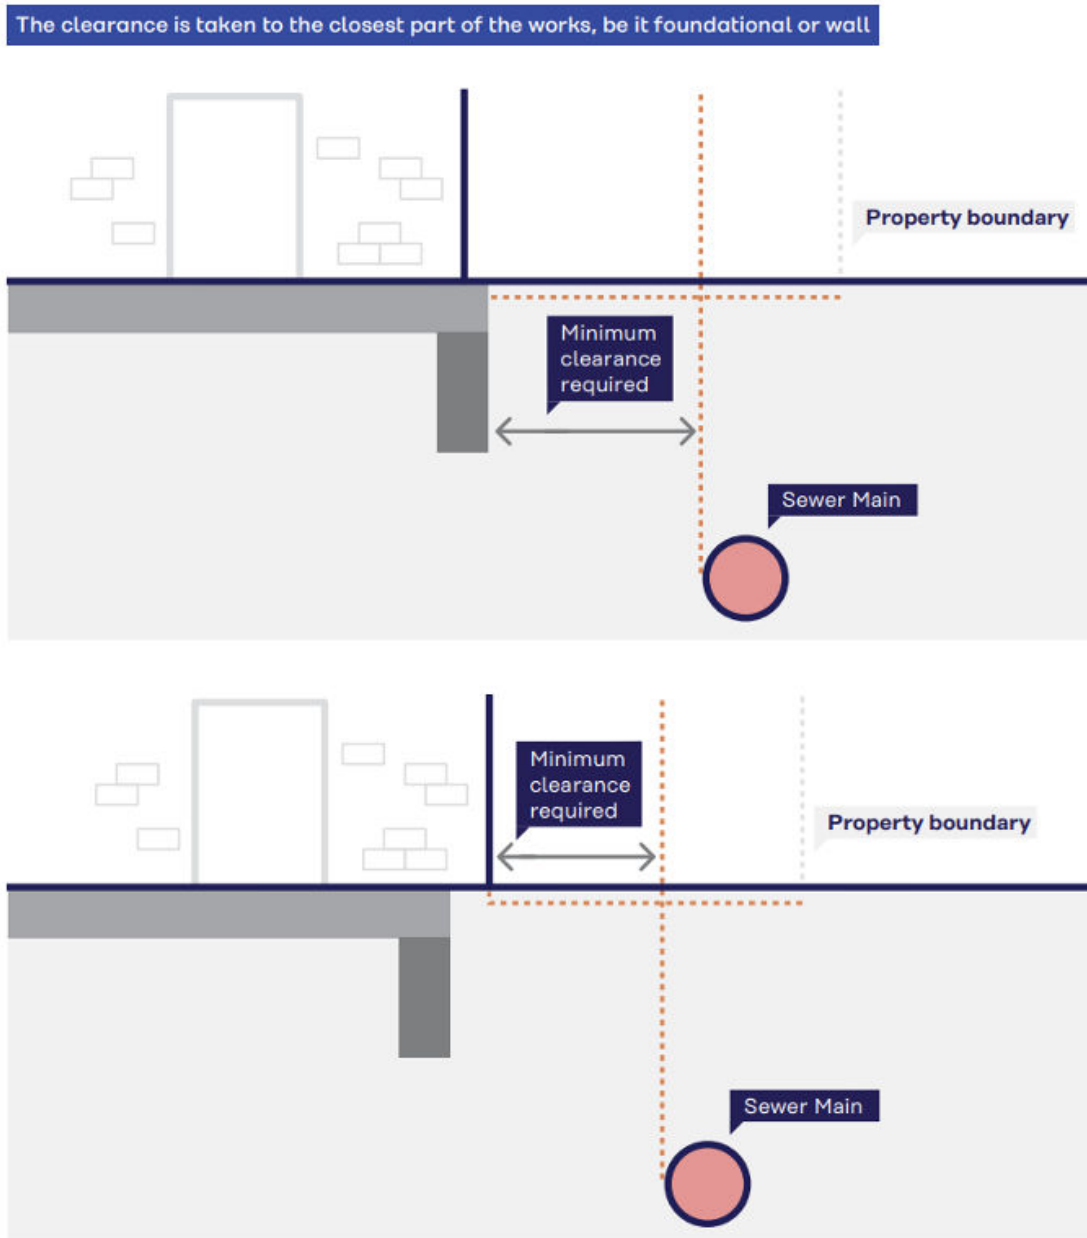 The clearance is taken to the closest part of the works, be it foundational or wall
Property boundary
Minimum
clearance
required
Sewer Main
Minimum
clearance
required
Property boundary
Sewer Main